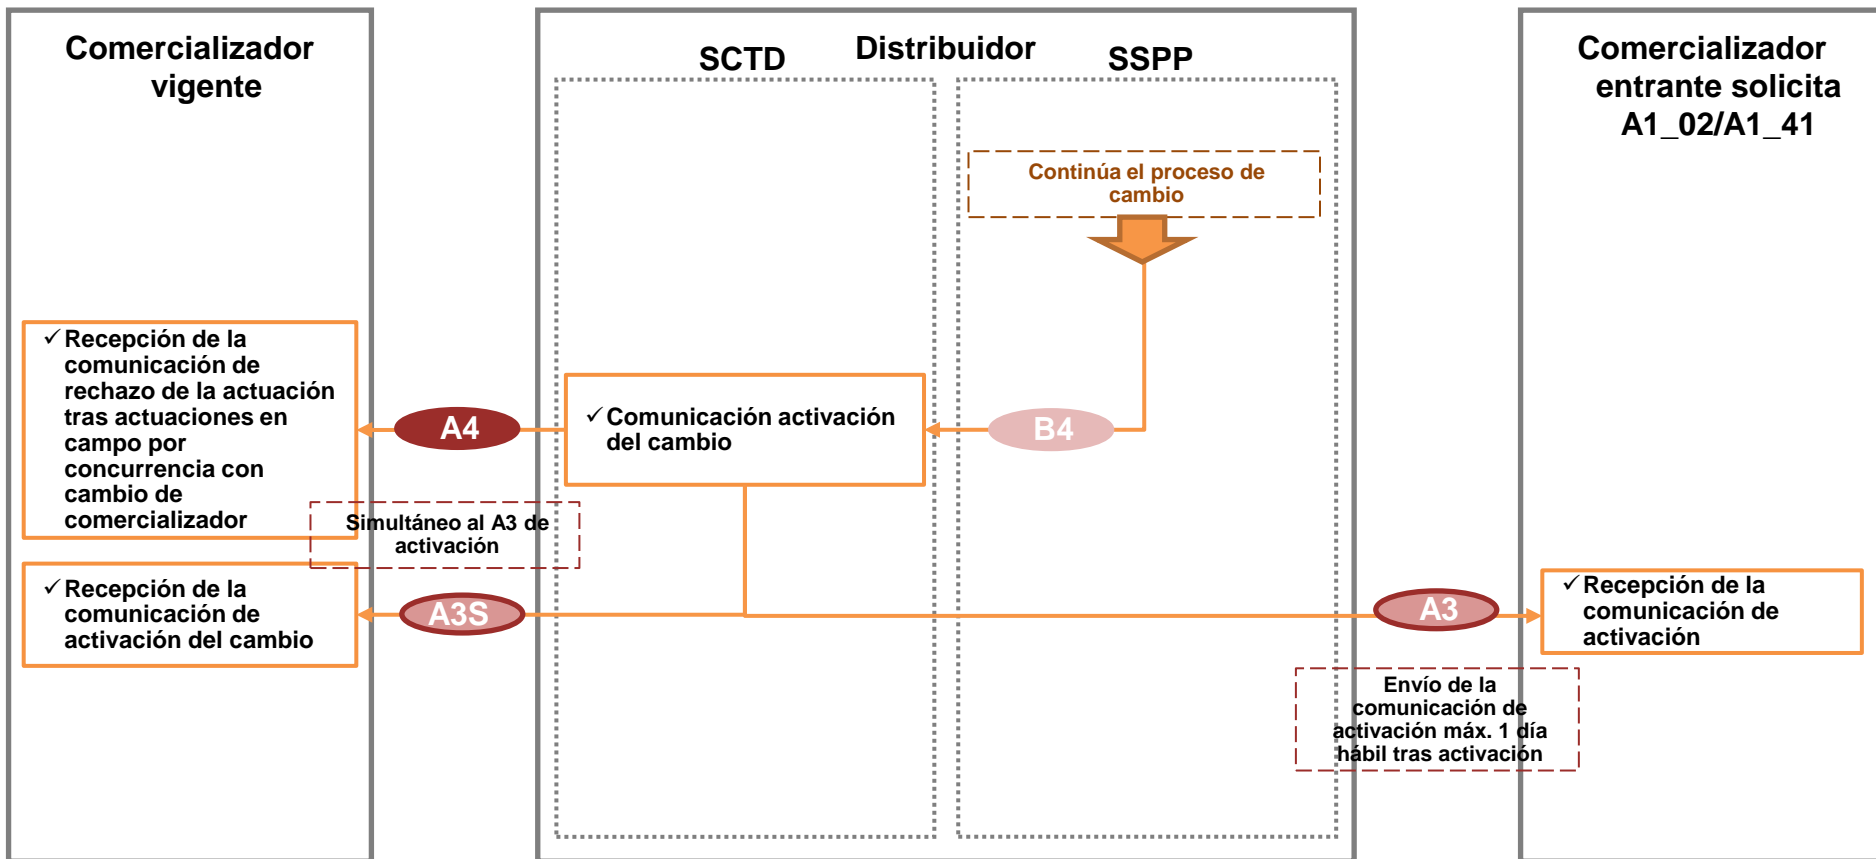 Comercializador
vigente
Distribuidor
SCTD
SSPP
Comercializador
entrante solicita
A1_02/A1_41
Continúa el proceso de
cambio
✓ Recepción de la
comunicación de
rechazo de la actuación
tras actuaciones en
campo por
concurrencia con
cambio de
comercializador
A4
✓ Comunicación activación
del cambio
B4
Simultáneo al A3 de
activación
✓ Recepción de la
comunicación de
activación del cambio
A3S
A3
✓ Recepción de la
comunicación de
activación
Envío de la
comunicación de
activación máx. 1 día
hábil tras activación